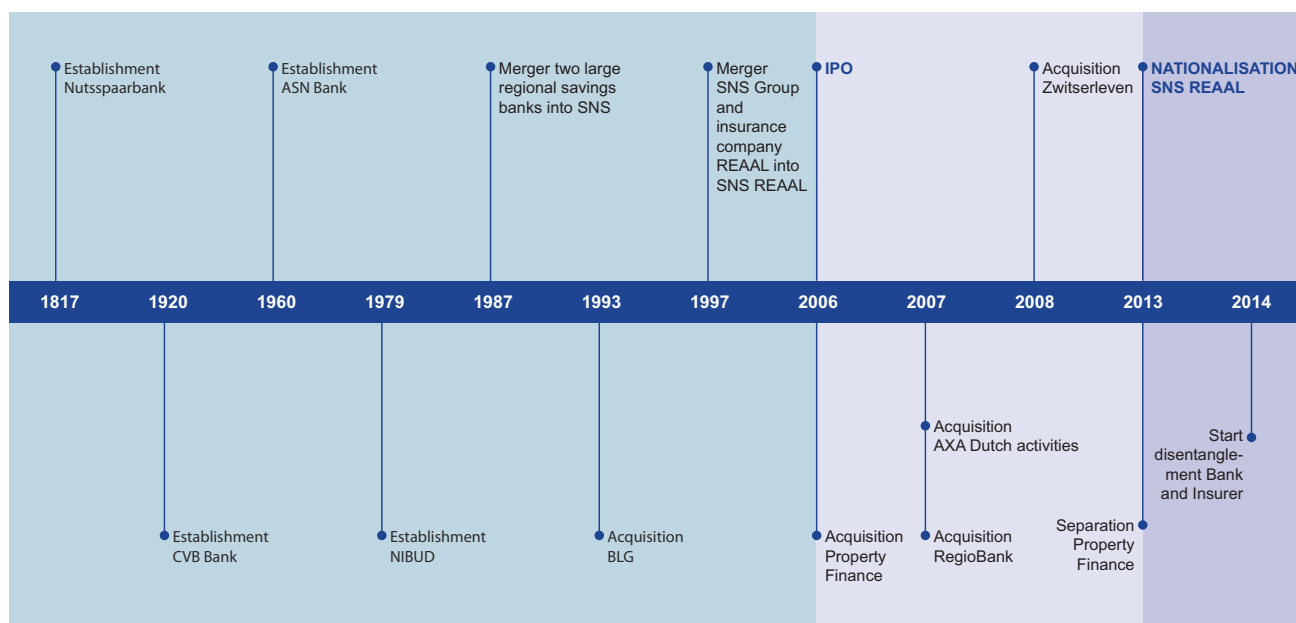 Establishment
Nutsspaarbank
Establishment
ASN Bank
Merger two large
regional savings
banks into SNS
Merger
SNS Group
and
insurance
company
REAAL into
SNS REAAL
IPO
Acquisition
Zwitserleven
NATIONALISATION
SNS REAAL
1817 1920 1960 1979 1987 1993 1997 2006 2007 2008 2013 2014
Establishment
CVB Bank
Establishment
NIBUD
Acquisition
BLG
Acquisition
Property
Finance
Acquisition
AXA Dutch activities
Acquisition
RegioBank
Separation
Property
Finance
Start
disentangle-
ment Bank
and Insurer